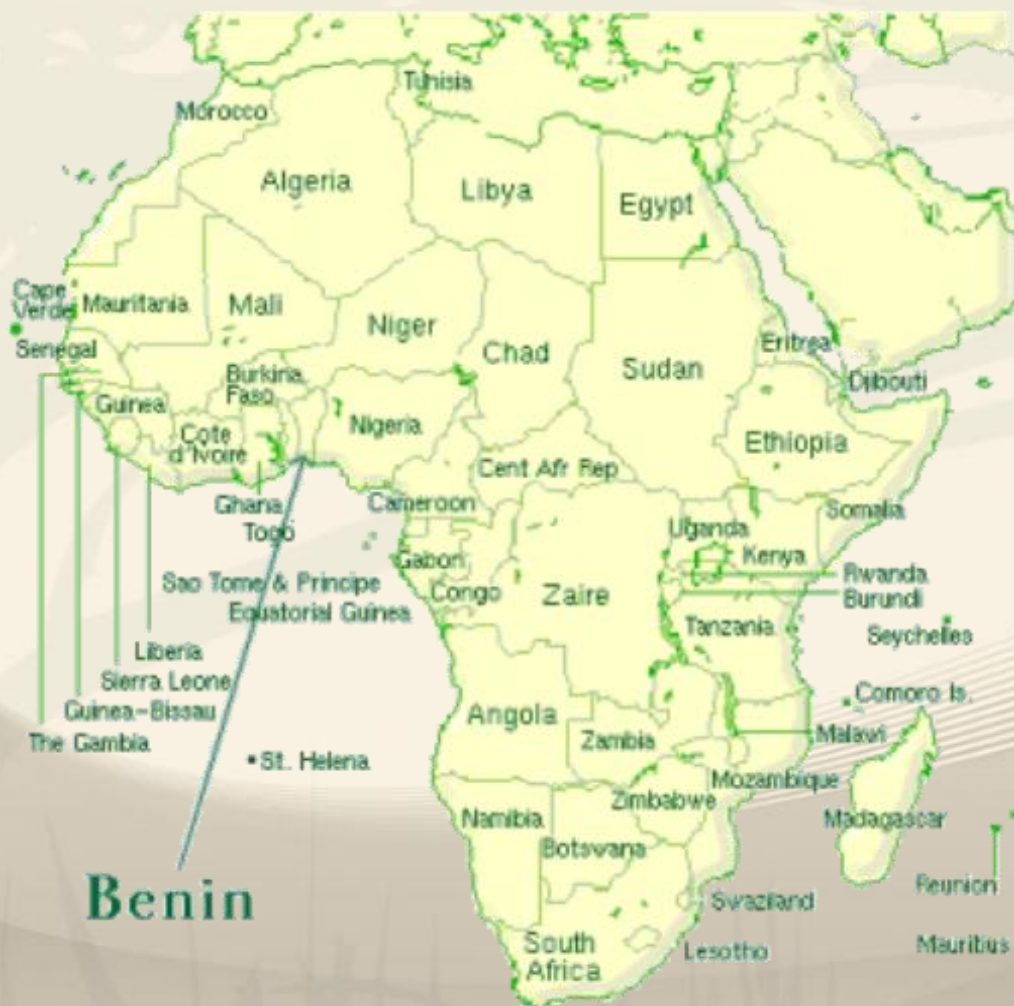 Tunisia
Morocco
Algeria
Libya
Egypt
Cape
Verde
Mauritania
Mali
Niger
Chad
Sudan
Eritrea
Senegal
Burkina
Faso
Djibouti
Guinea
Cote
d'Ivoire
Nigeria
Ethiopia
Cent Afr Rep
Ghana
Togo
Cameroon
Somalia
Uganda
Kenya
Gabon
Sao Tome & Principe
Congo
Zaire
Rwanda
Equatorial Guinea
Burundi
Tanzania
Seychelles
Liberia
Sierra Leone
Guinea-Bissau
The Gambia
Comoro Is.
Angola
Zambia
Malawi
St. Helena
Mozambique
Zimbabwe
Namibia
Madagascar
Botswana
Benin
Reunion
Swaziland
South
Africa
Lesotho
Mauritius